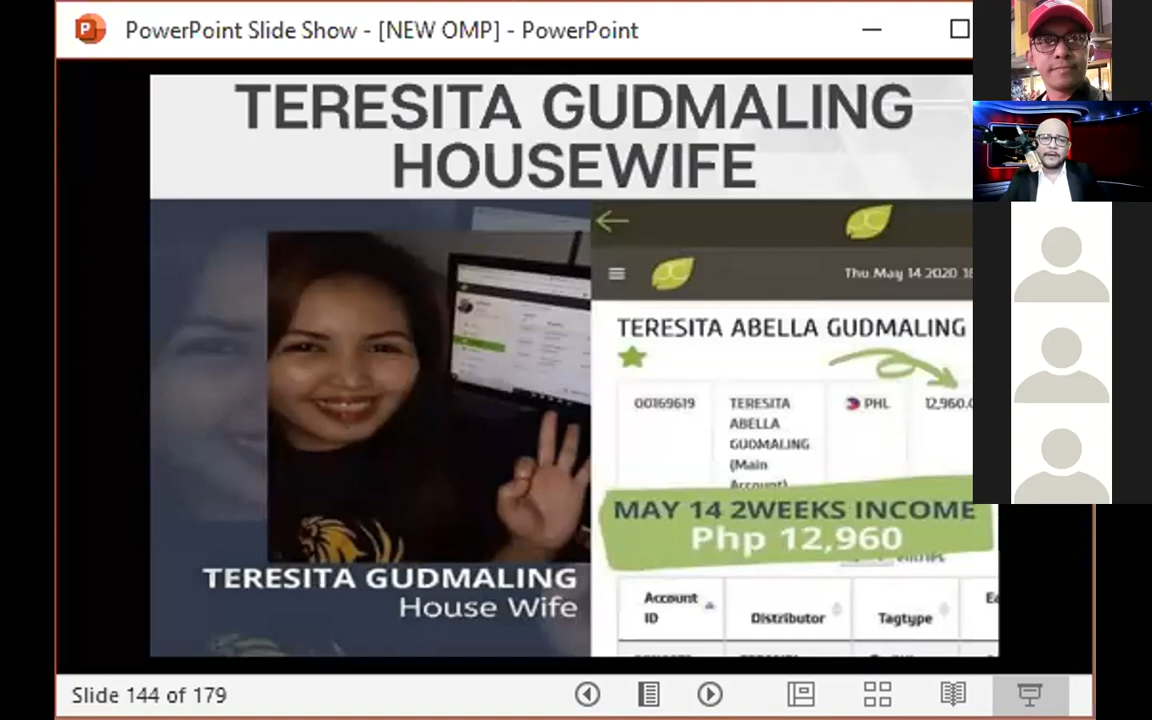 PowerPoint Slide Show - [NEW OMP] - PowerPoint
TERESITA GUDMALING
HOUSEWIFE
Thu May 14 2020
TERESITA ABELLA GUDMALING
00169619
TERESITA
ABELLA
GUDMALING
(Main
Account)
PHL
12,960.
MAY 14 2WEEKS INCOME
Php 12,960
entries
TERESITA GUDMALING
House Wife
Account
ID
Distributor
Tagtype
Slide 144 of 179